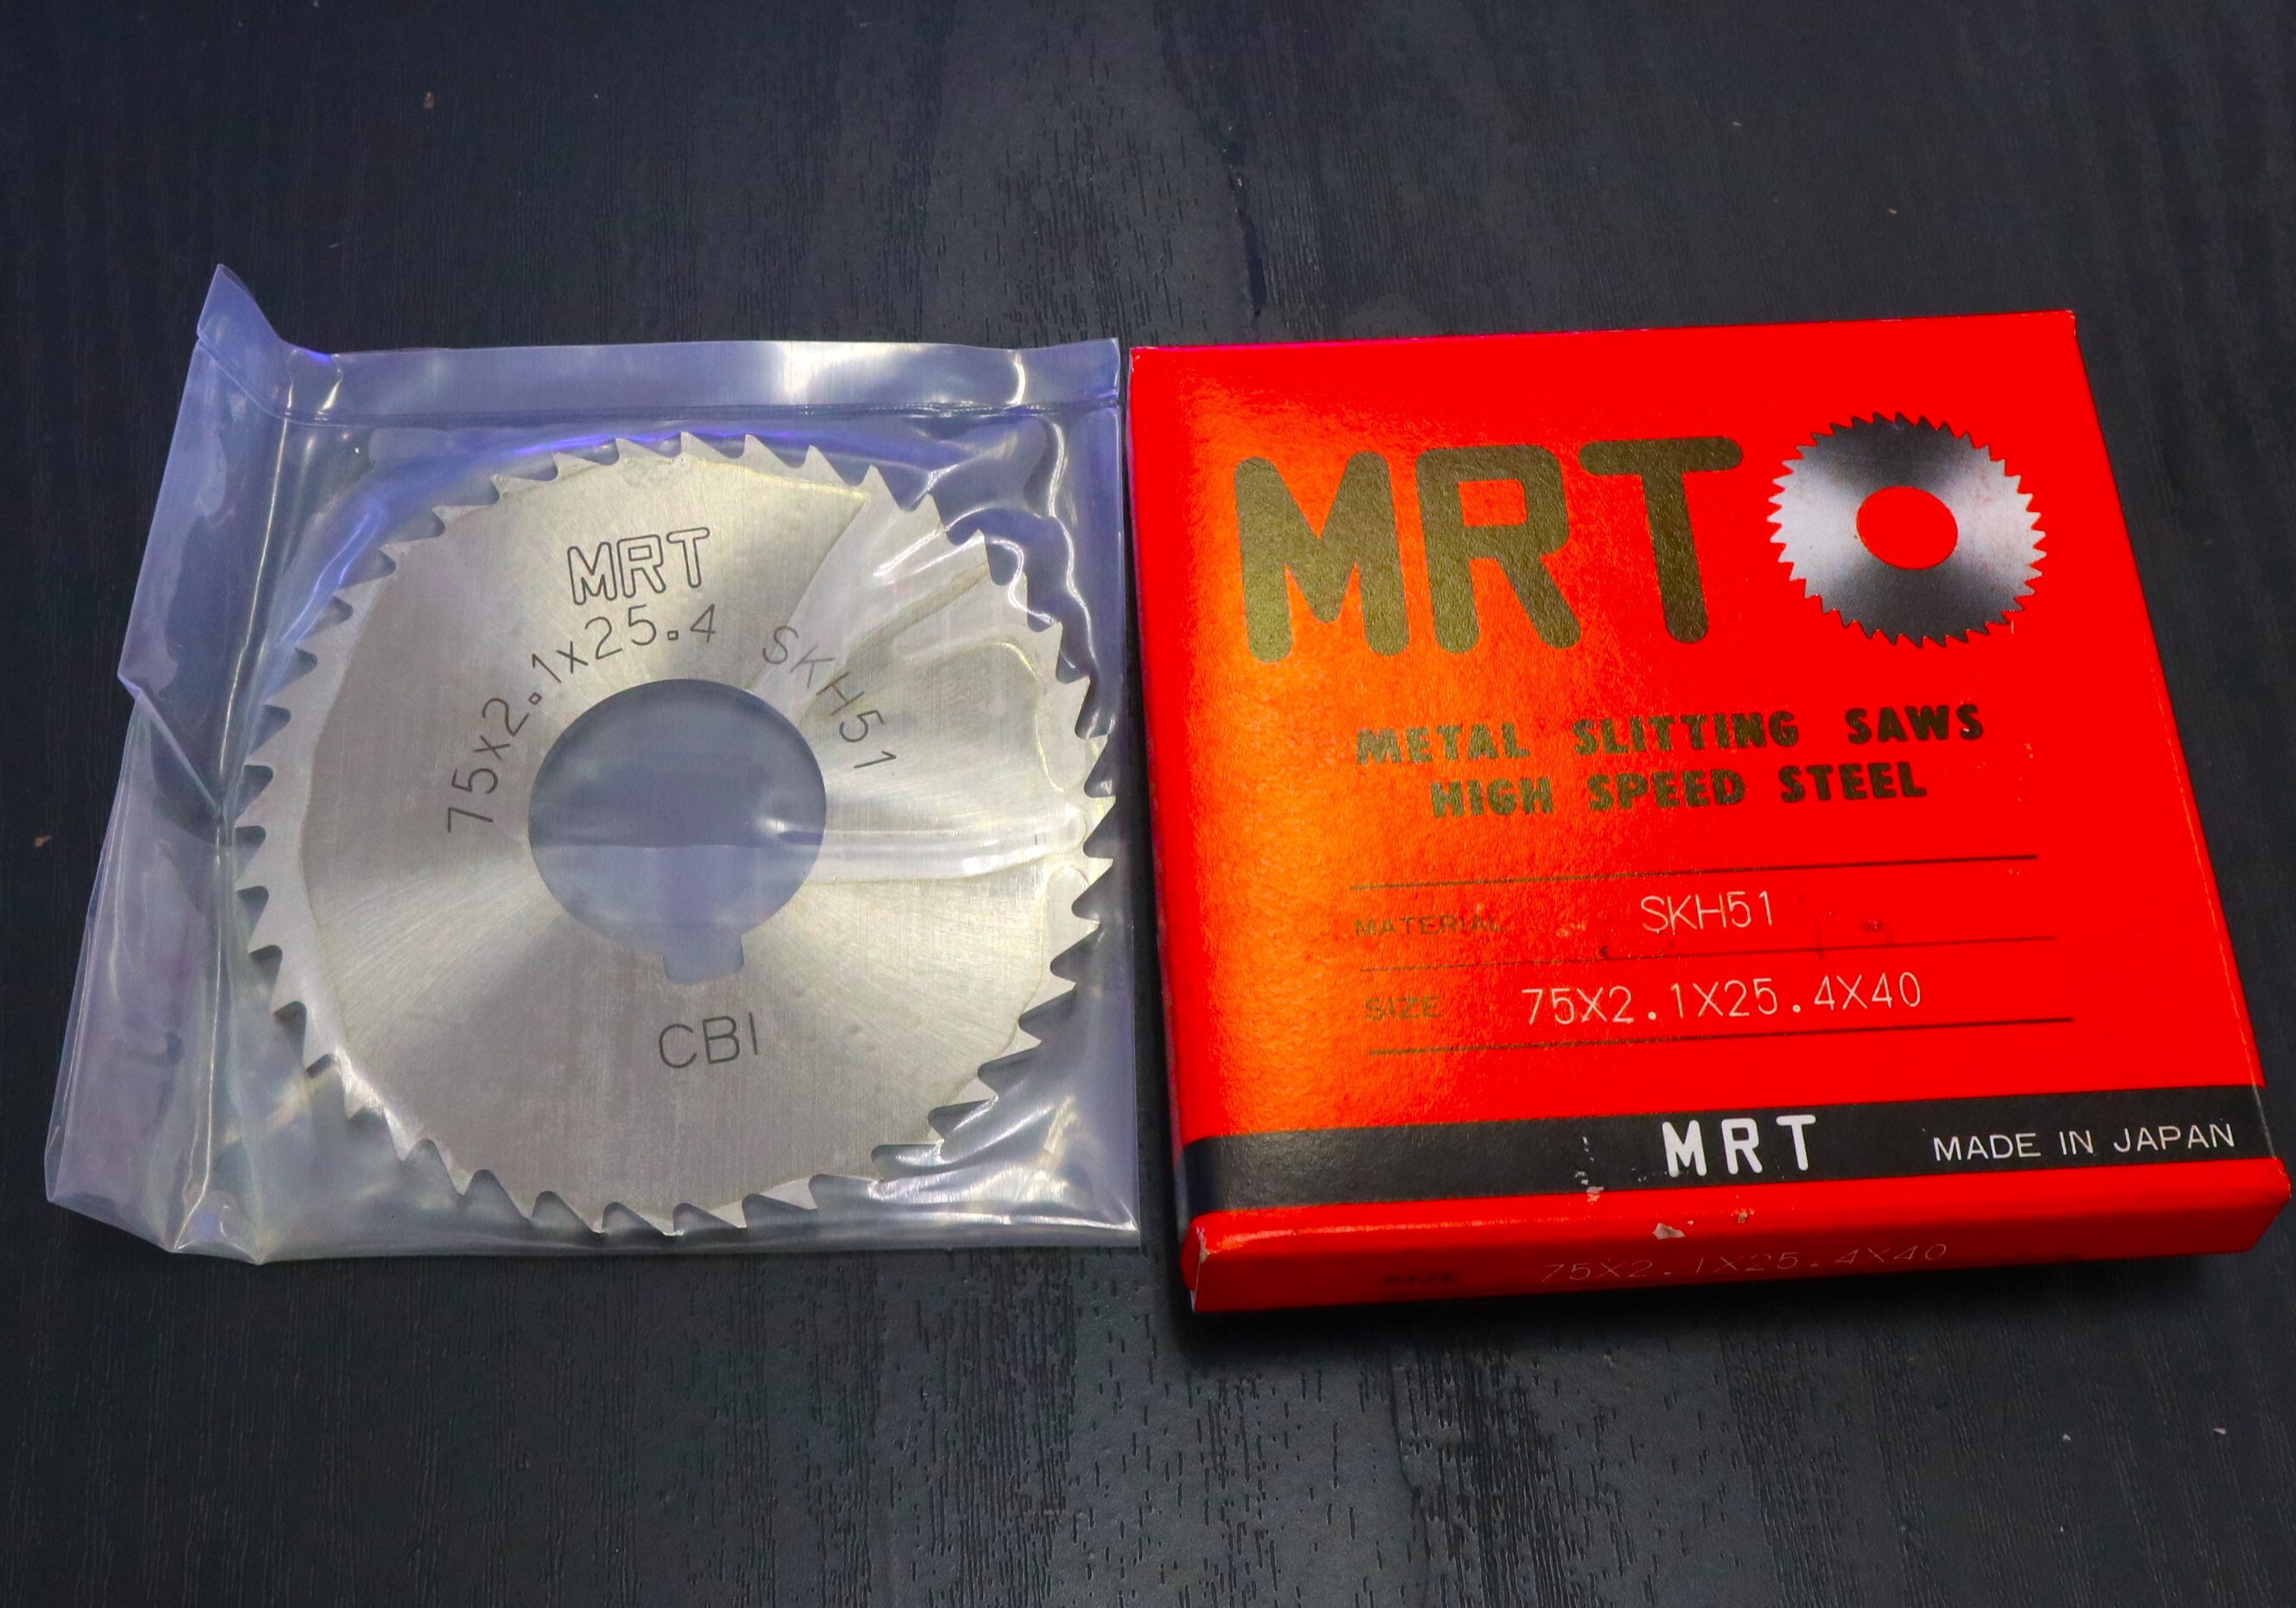 MRT
75x2.1x25.4 SKH51
CBI
MRT
METAL SLITTING SAWS
HIGH SPEED STEEL
MATERIAL SKH51
SIZE 75X2.1X25.4X40
MRT MADE IN JAPAN
SIZE 75X2.1X25.4X40